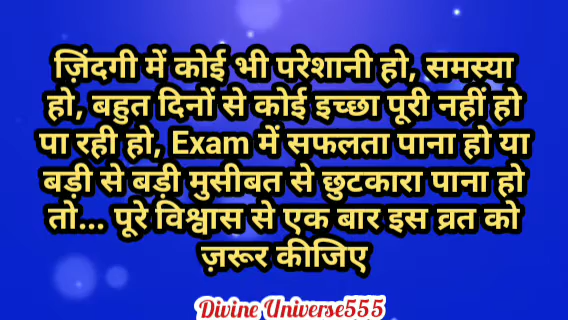 ज़िंदगी में कोई भी परेशानी हो, समस्या
हो, बहुत दिनों से कोई इच्छा पूरी नहीं हो
पा रही हो, Exam में सफलता पाना हो या
बड़ी से बड़ी मुसीबत से छुटकारा पाना हो
तो... पूरे विश्वास से एक बार इस व्रत को
ज़रूर कीजिए
Divine Universe555